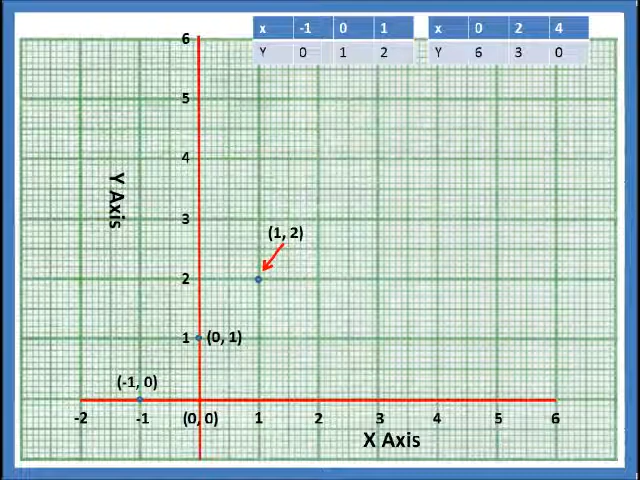 x -1 0 1
Y 0 1 2
x 0 2 4
Y 6 3 0
6
5
4
Y Axis
3
(1, 2)
2
1 (0, 1)
(-1, 0)
-2 -1 (0, 0) 1 2 3 4 5 6
X Axis